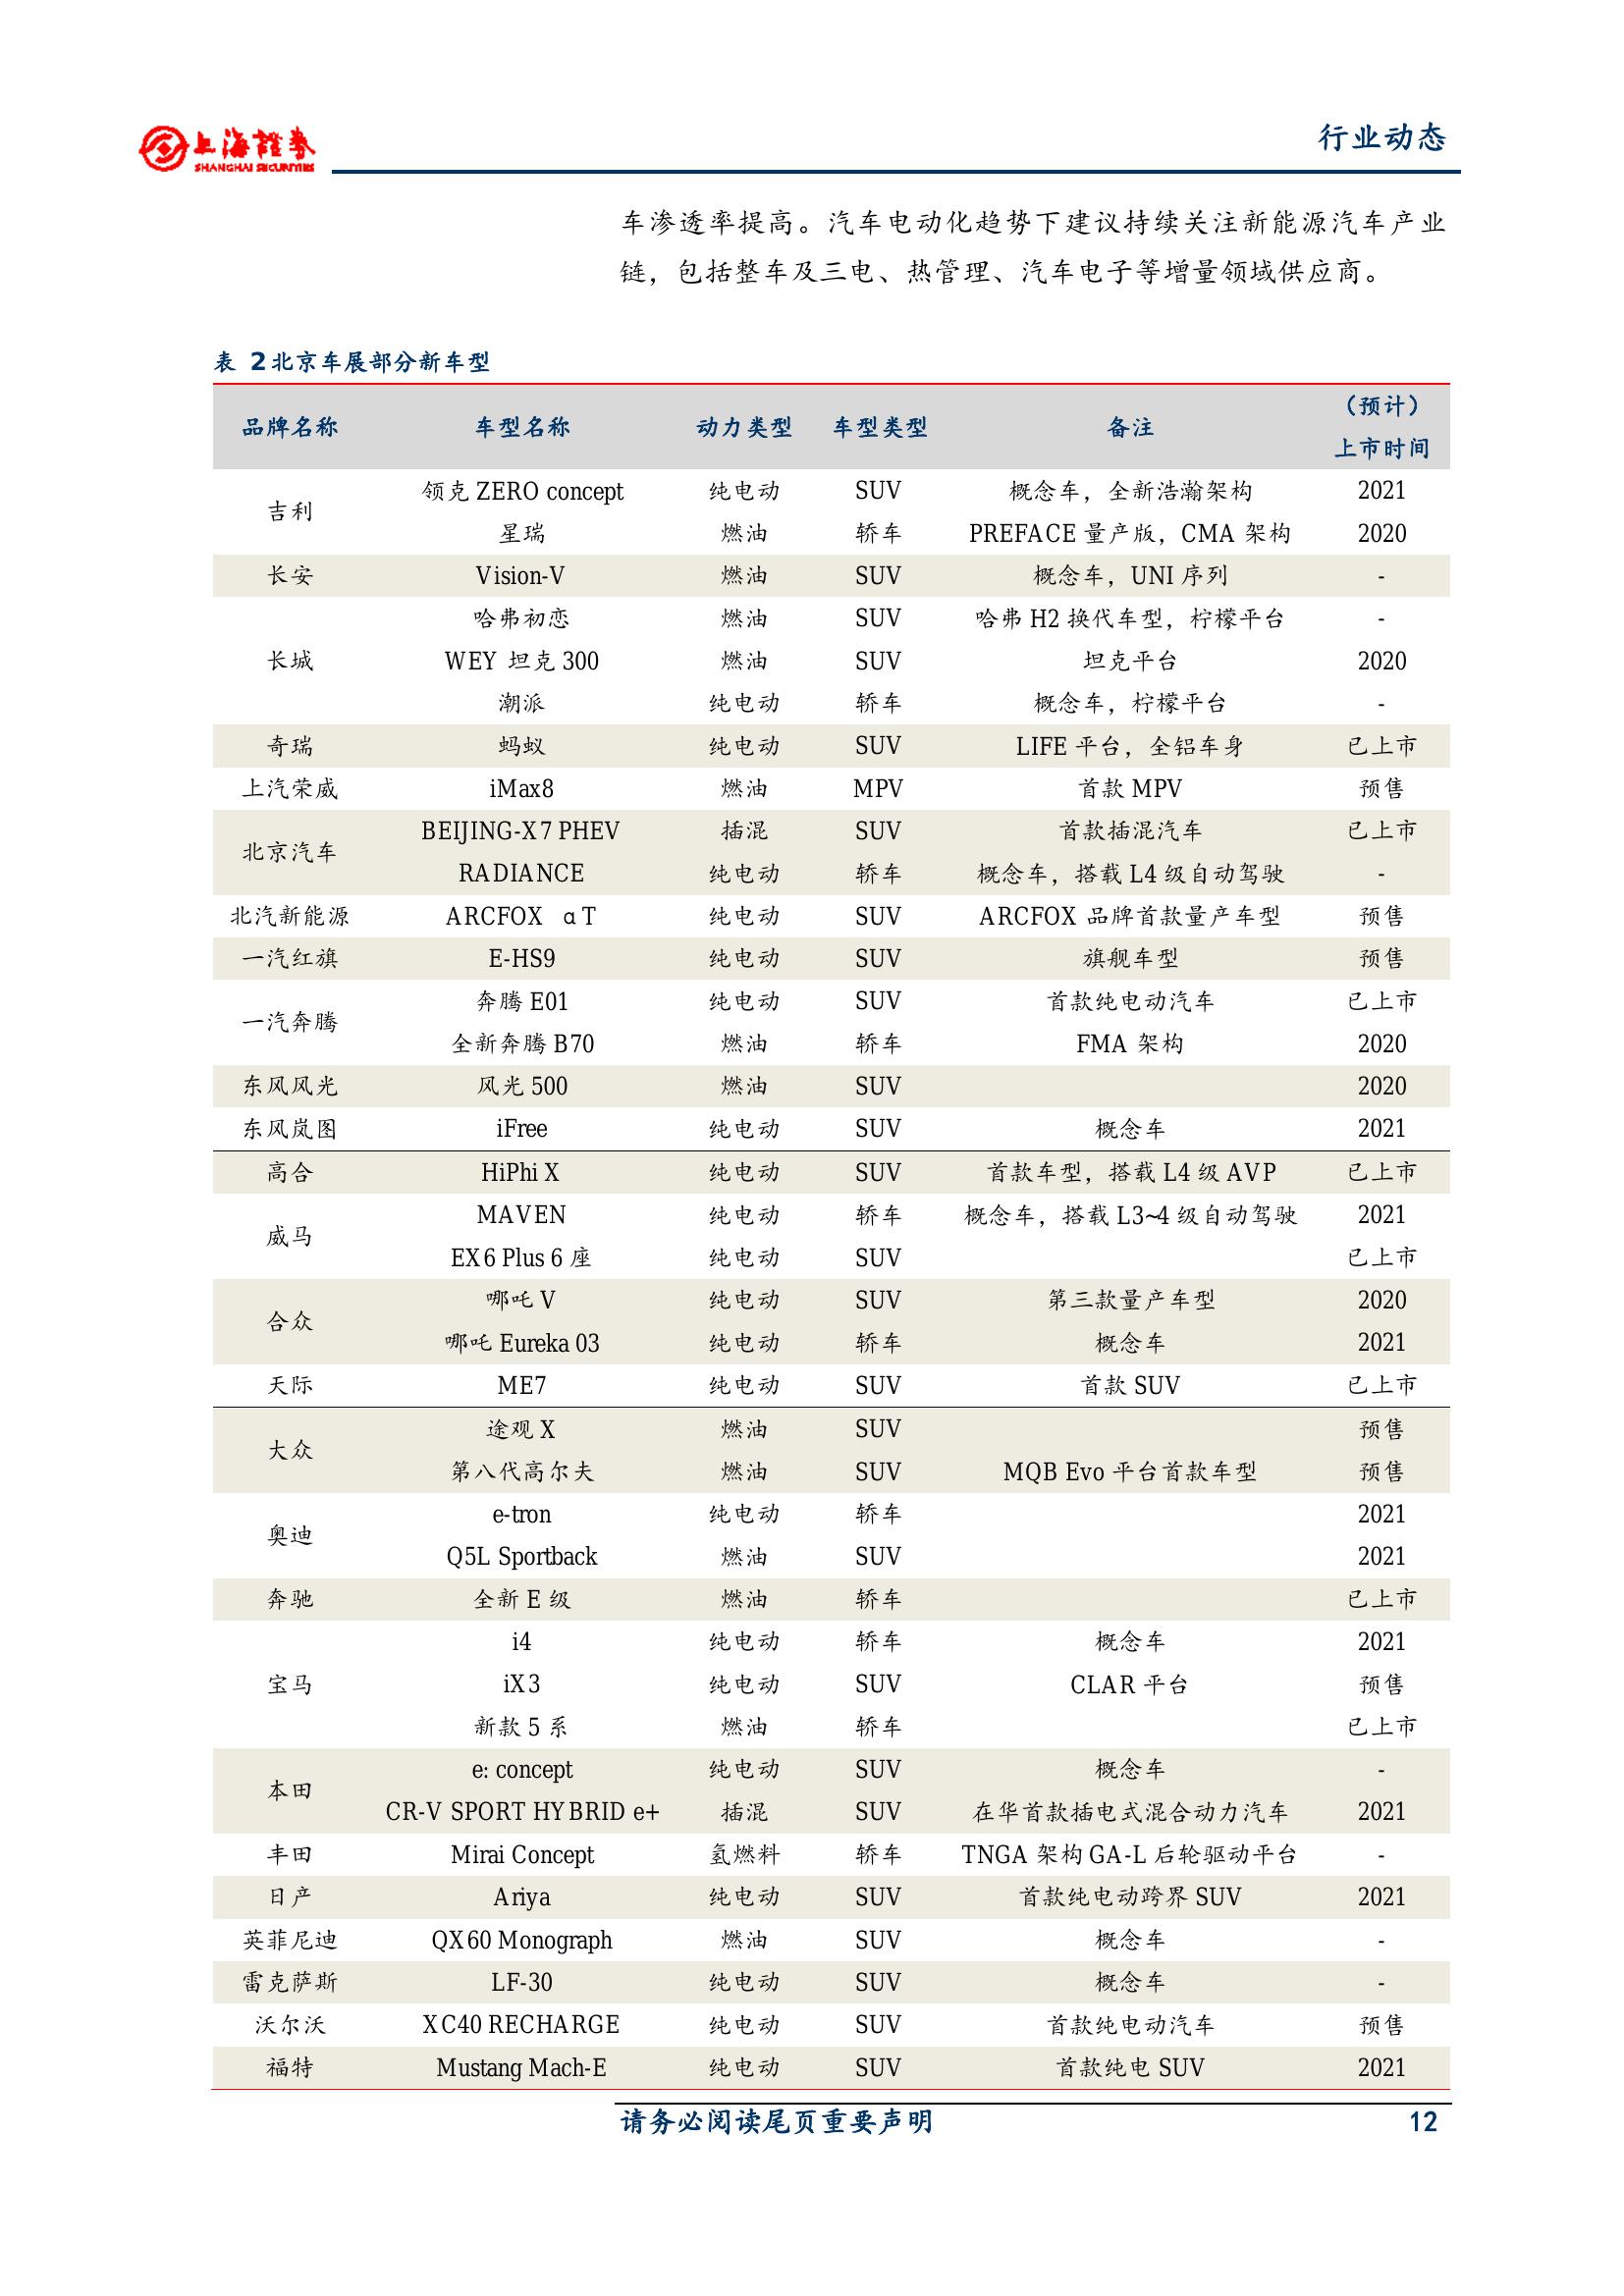 上海證券
SHANGHAI SECURITIES
行业动态
车渗透率提高。汽车电动化趋势下建议持续关注新能源汽车产业
链，包括整车及三电、热管理、汽车电子等增量领域供应商。
表 2北京车展部分新车型
品牌名称 车型名称 动力类型 车型类型 备注 （预计）上市时间
吉利 领克 ZERO concept 纯电动 SUV 概念车，全新浩瀚架构 2021
星瑞 燃油 轿车 PREFACE 量产版，CMA 架构 2020
长安 Vision-V 燃油 SUV 概念车，UNI 序列 -
哈弗初恋 燃油 SUV 哈弗 H2 换代车型，柠檬平台 -
长城 WEY 坦克 300 燃油 SUV 坦克平台 2020
潮派 纯电动 轿车 概念车，柠檬平台 -
奇瑞 蚂蚁 纯电动 SUV LIFE 平台，全铝车身 已上市
上汽荣威 iMax8 燃油 MPV 首款 MPV 预售
北京汽车 BEIJING-X7 PHEV 插混 SUV 首款插混汽车 已上市
RADIANCE 纯电动 轿车 概念车，搭载 L4 级自动驾驶 -
北汽新能源 ARCFOX αT 纯电动 SUV ARCFOX 品牌首款量产车型 预售
一汽红旗 E-HS9 纯电动 SUV 旗舰车型 预售
一汽奔腾 奔腾 E01 纯电动 SUV 首款纯电动汽车 已上市
全新奔腾 B70 燃油 轿车 FMA 架构 2020
东风风光 风光 500 燃油 SUV 2020
东风岚图 iFree 纯电动 SUV 概念车 2021
高合 HiPhi X 纯电动 SUV 首款车型，搭载 L4 级 AVP 已上市
威马 MAVEN 纯电动 轿车 概念车，搭载 L3~4 级自动驾驶 2021
EX6 Plus 6 座 纯电动 SUV 已上市
合众 哪吒 V 纯电动 SUV 第三款量产车型 2020
哪吒 Eureka 03 纯电动 轿车 概念车 2021
天际 ME7 纯电动 SUV 首款 SUV 已上市
大众 途观 X 燃油 SUV 预售
第八代高尔夫 燃油 SUV MQB Evo 平台首款车型 预售
奥迪 e-tron 纯电动 轿车 2021
Q5L Sportback 燃油 SUV 2021
奔驰 全新 E 级 燃油 轿车 已上市
i4 纯电动 轿车 概念车 2021
宝马 iX3 纯电动 SUV CLAR 平台 预售
新款 5 系 燃油 轿车 已上市
本田 e: concept 纯电动 SUV 概念车 -
CR-V SPORT HYBRID e+ 插混 SUV 在华首款插电式混合动力汽车 2021
丰田 Mirai Concept 氢燃料 轿车 TNGA 架构 GA-L 后轮驱动平台 -
日产 Ariya 纯电动 SUV 首款纯电动跨界 SUV 2021
英菲尼迪 QX60 Monograph 燃油 SUV 概念车 -
雷克萨斯 LF-30 纯电动 SUV 概念车 -
沃尔沃 XC40 RECHARGE 纯电动 SUV 首款纯电动汽车 预售
福特 Mustang Mach-E 纯电动 SUV 首款纯电 SUV 2021
请务必阅读尾页重要声明 12